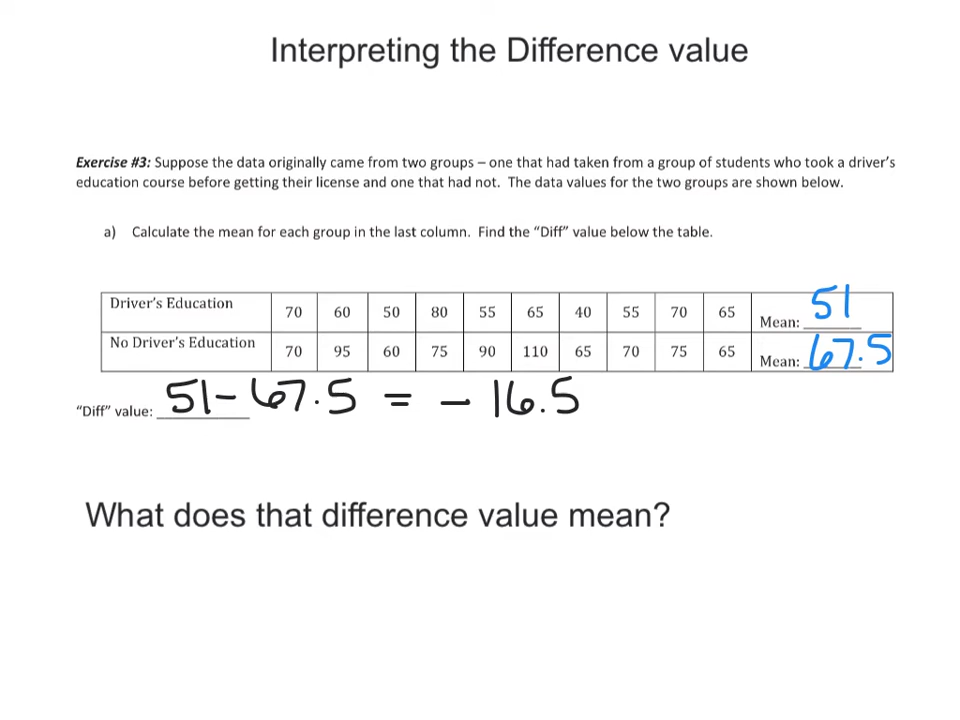 Interpreting the Difference value
Exercise #3: Suppose the data originally came from two groups – one that had taken from a group of students who took a driver's
education course before getting their license and one that had not. The data values for the two groups are shown below.
a) Calculate the mean for each group in the last column. Find the "Diff" value below the table.
Driver's Education 70 60 50 80 55 65 40 55 70 65 Mean: 51
No Driver's Education 70 95 60 75 90 110 65 70 75 65 Mean: 67.5
"Diff" value: 51 - 67.5 = - 16.5
What does that difference value mean?